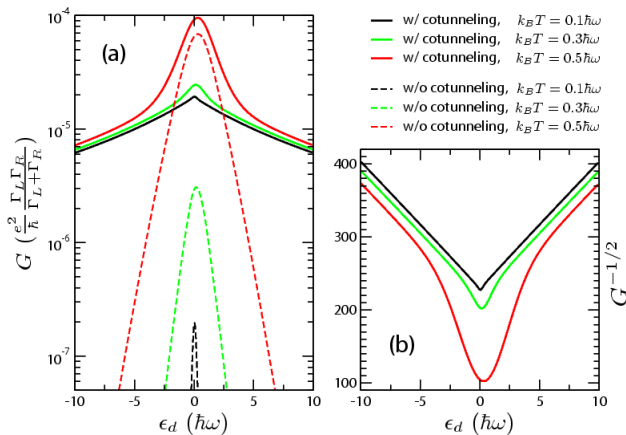 10⁻⁴
10⁻⁵
10⁻⁶
10⁻⁷
G (e²/ħ Γ_LΓ_R/Γ_L+Γ_R)
(a)
-10 -5 0 5 10
ϵ_d (ħω)
w/ cotunneling, k_BT = 0.1ħω
w/ cotunneling, k_BT = 0.3ħω
w/ cotunneling, k_BT = 0.5ħω
w/o cotunneling, k_BT = 0.1ħω
w/o cotunneling, k_BT = 0.3ħω
w/o cotunneling, k_BT = 0.5ħω
400
300
200
100
(b)
G^{-1/2}
-10 -5 0 5 10
ϵ_d (ħω)